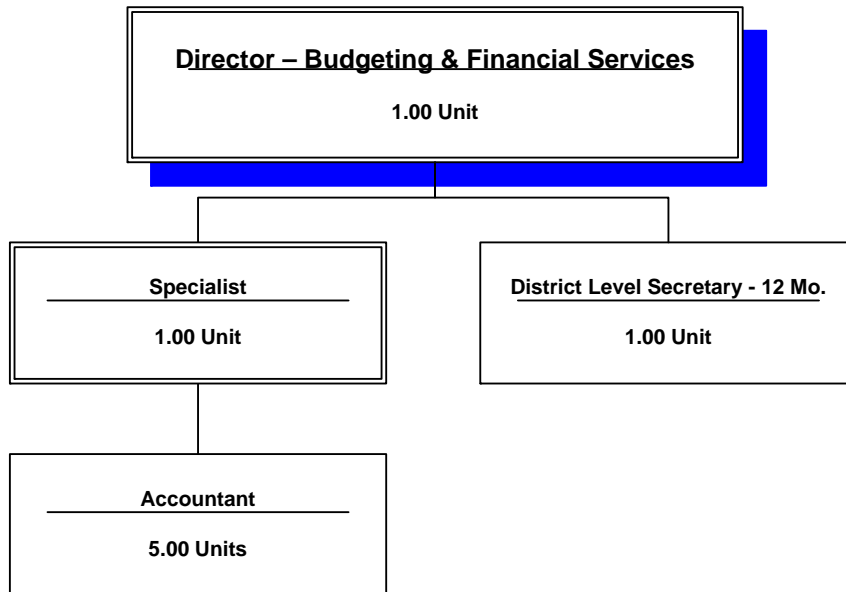 Director – Budgeting & Financial Services
1.00 Unit
Specialist
1.00 Unit
District Level Secretary - 12 Mo.
1.00 Unit
Accountant
5.00 Units